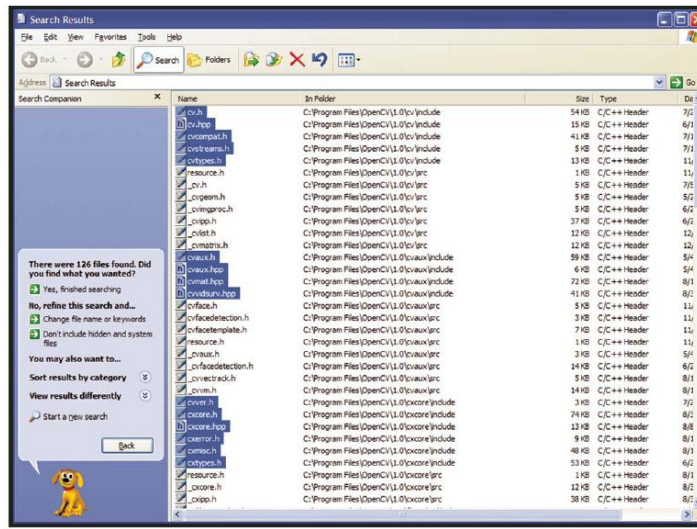 Search Results
File Edit View Favorites Tools Help
Back Search Folders
Address Search Results Go
Search Companion
There were 126 files found. Did
you find what you wanted?
Yes, finished searching
No, refine this search and...
Change file name or keywords
Don't include hidden and system
files
You may also want to...
Sort results by category
View results differently
Start a new search
Back
Name In Folder Size Type
cv.h C:\Program Files\OpenCV\1.0\cv\include 54 KB C/C++ Header
cv.hpp C:\Program Files\OpenCV\1.0\cv\include 15 KB C/C++ Header
cvcompat.h C:\Program Files\OpenCV\1.0\cv\include 41 KB C/C++ Header
cvstreams.h C:\Program Files\OpenCV\1.0\cv\include 5 KB C/C++ Header
cvtypes.h C:\Program Files\OpenCV\1.0\cv\include 13 KB C/C++ Header
resource.h C:\Program Files\OpenCV\1.0\cv\src 1 KB C/C++ Header
_cv.h C:\Program Files\OpenCV\1.0\cv\src 5 KB C/C++ Header
_cvgeom.h C:\Program Files\OpenCV\1.0\cv\src 5 KB C/C++ Header
_cvimgproc.h C:\Program Files\OpenCV\1.0\cv\src 5 KB C/C++ Header
_cvipp.h C:\Program Files\OpenCV\1.0\cv\src 37 KB C/C++ Header
_cvlist.h C:\Program Files\OpenCV\1.0\cv\src 12 KB C/C++ Header
_cvmatrix.h C:\Program Files\OpenCV\1.0\cv\src 12 KB C/C++ Header
cvaux.h C:\Program Files\OpenCV\1.0\cvaux\include 59 KB C/C++ Header
cvaux.hpp C:\Program Files\OpenCV\1.0\cvaux\include 6 KB C/C++ Header
cvmat.hpp C:\Program Files\OpenCV\1.0\cvaux\include 72 KB C/C++ Header
cvvidsurv.hpp C:\Program Files\OpenCV\1.0\cvaux\include 41 KB C/C++ Header
cvface.h C:\Program Files\OpenCV\1.0\cvaux\src 5 KB C/C++ Header
cvfacedetection.h C:\Program Files\OpenCV\1.0\cvaux\src 3 KB C/C++ Header
cvfacetemplate.h C:\Program Files\OpenCV\1.0\cvaux\src 7 KB C/C++ Header
resource.h C:\Program Files\OpenCV\1.0\cvaux\src 1 KB C/C++ Header
_cvaux.h C:\Program Files\OpenCV\1.0\cvaux\src 3 KB C/C++ Header
_cvfacedetection.h C:\Program Files\OpenCV\1.0\cvaux\src 14 KB C/C++ Header
_cvvectrack.h C:\Program Files\OpenCV\1.0\cvaux\src 5 KB C/C++ Header
_cvvm.h C:\Program Files\OpenCV\1.0\cvaux\src 14 KB C/C++ Header
cvver.h C:\Program Files\OpenCV\1.0\cxcore\include 3 KB C/C++ Header
cxcore.h C:\Program Files\OpenCV\1.0\cxcore\include 74 KB C/C++ Header
cxcore.hpp C:\Program Files\OpenCV\1.0\cxcore\include 13 KB C/C++ Header
cxerror.h C:\Program Files\OpenCV\1.0\cxcore\include 9 KB C/C++ Header
cxmisc.h C:\Program Files\OpenCV\1.0\cxcore\include 48 KB C/C++ Header
cxtypes.h C:\Program Files\OpenCV\1.0\cxcore\include 53 KB C/C++ Header
resource.h C:\Program Files\OpenCV\1.0\cxcore\src 1 KB C/C++ Header
_cxcore.h C:\Program Files\OpenCV\1.0\cxcore\src 12 KB C/C++ Header
_cxipp.h C:\Program Files\OpenCV\1.0\cxcore\src 38 KB C/C++ Header